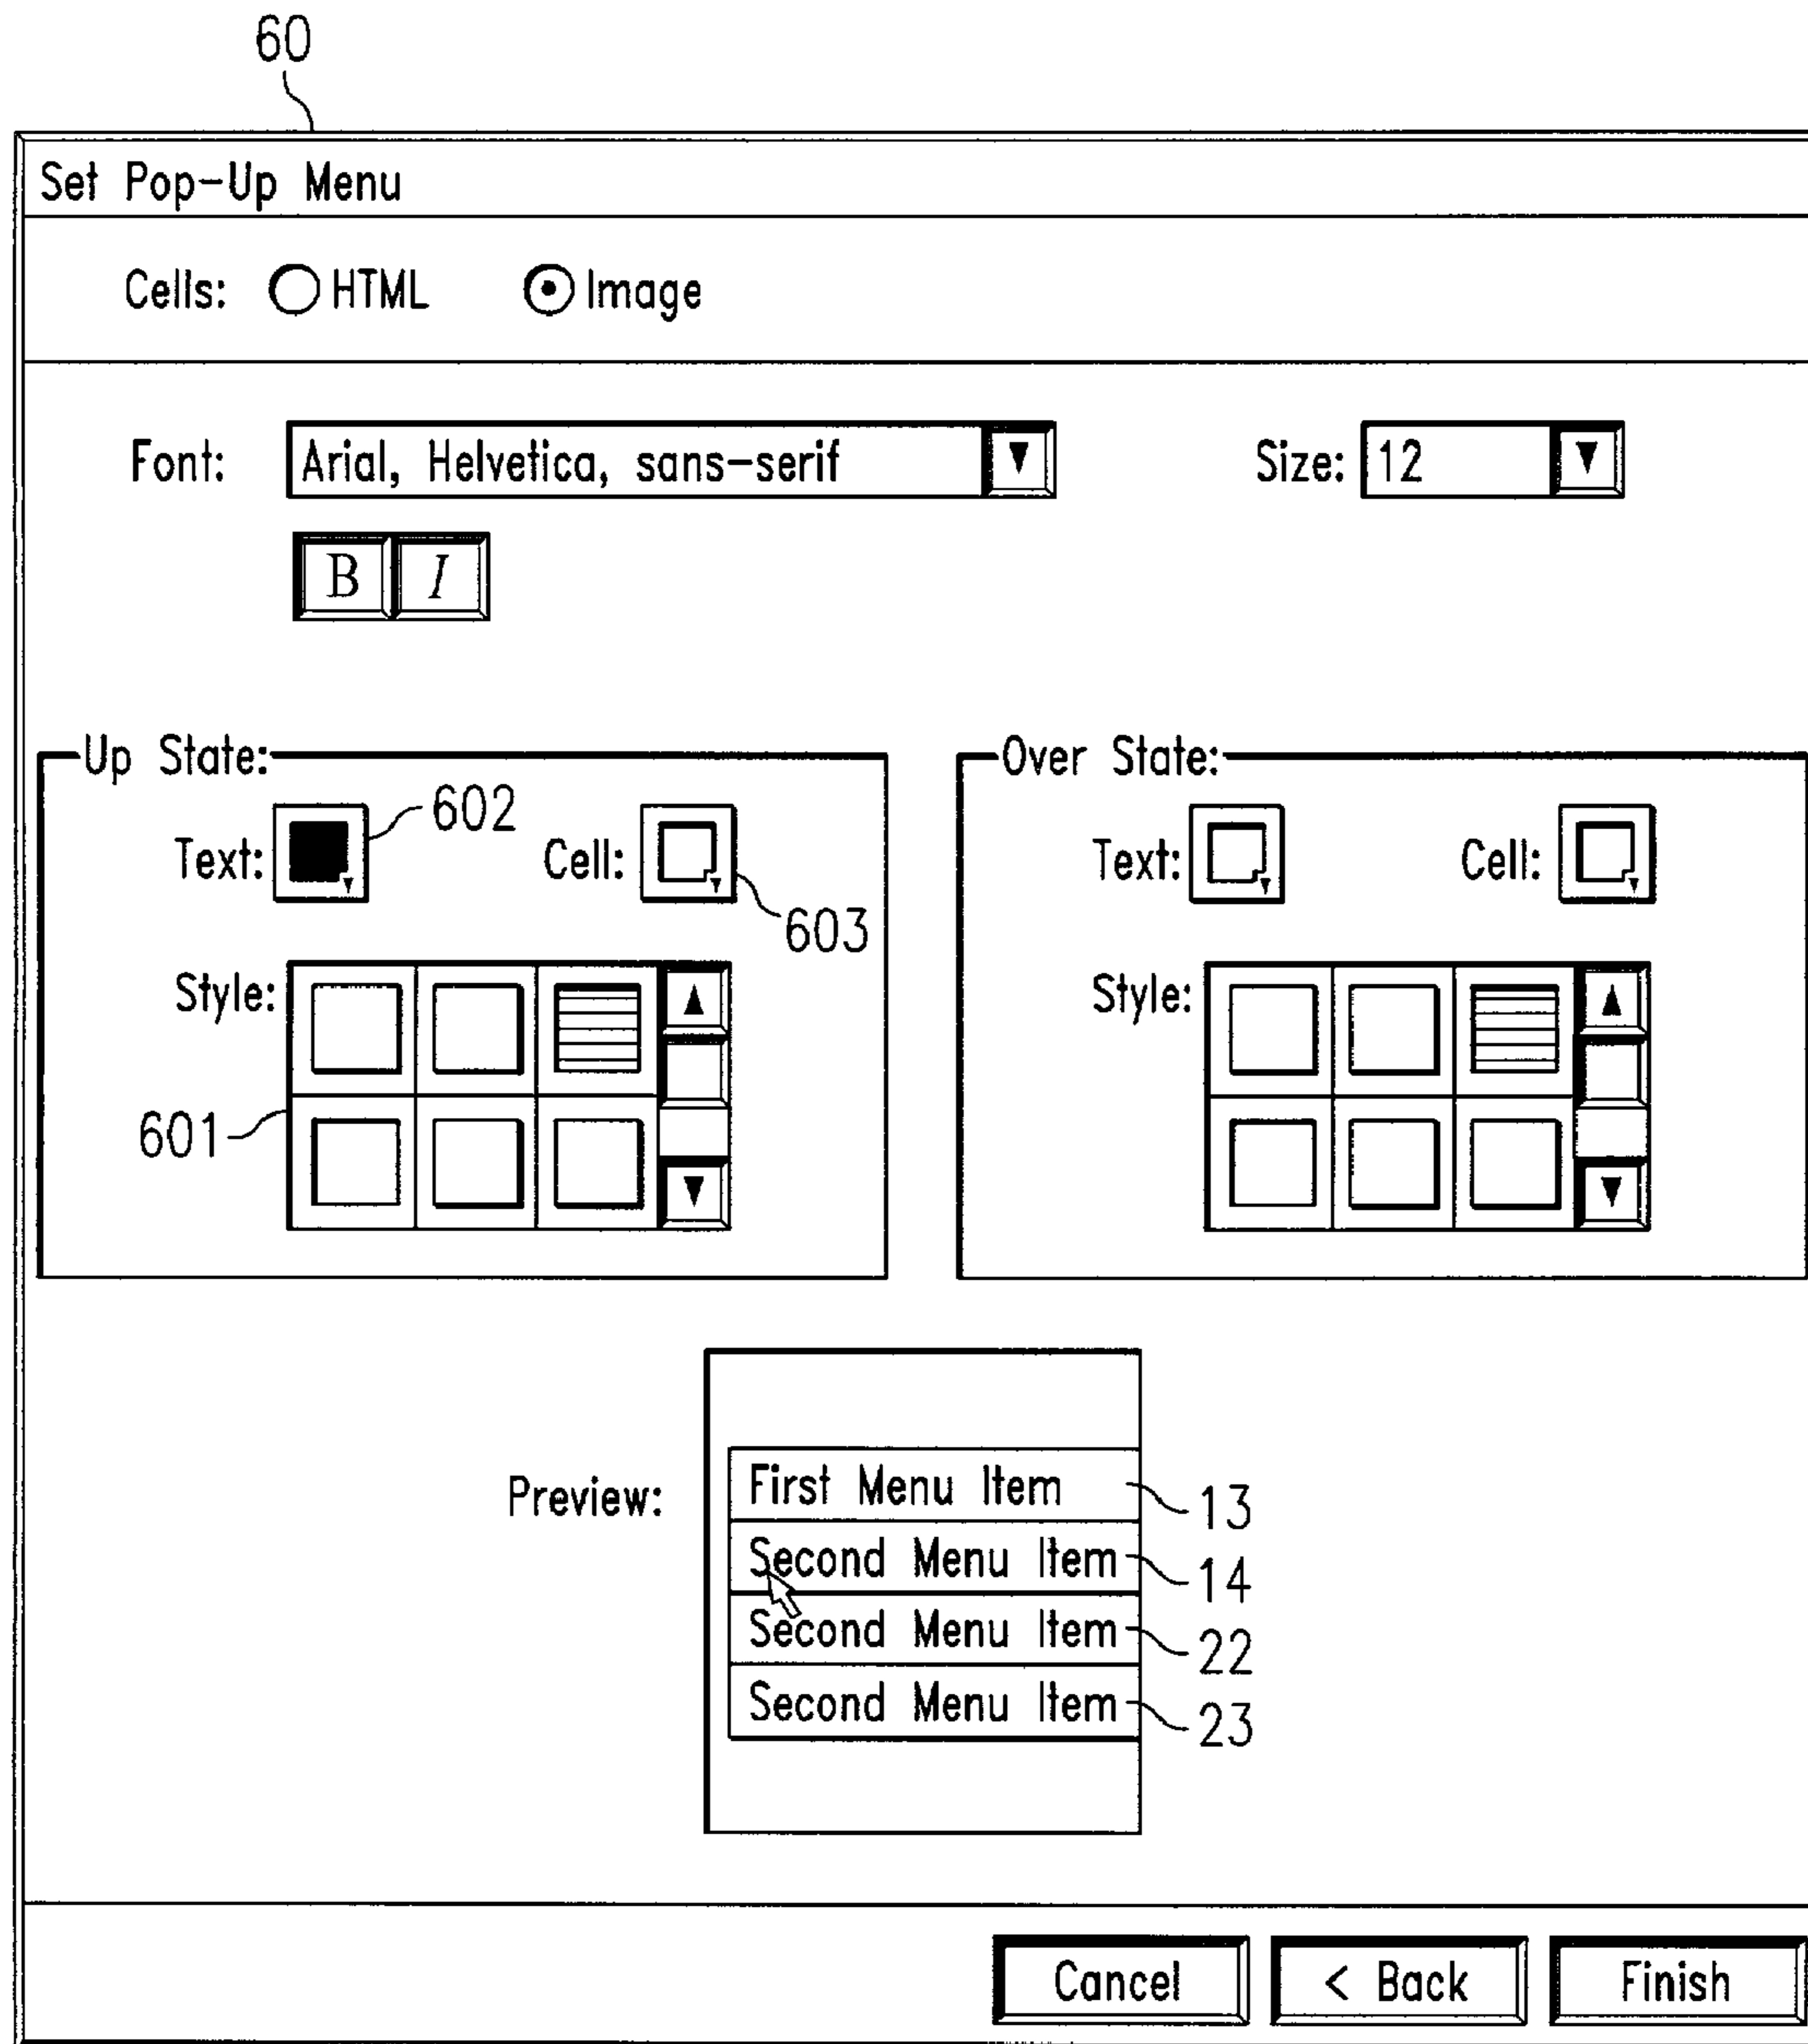 60
Set Pop-Up Menu
Cells: HTML Image
Font: Arial, Helvetica, sans-serif Size: 12
B I
Up State: Over State:
602
Text: Cell: Text: Cell:
603
Style: Style:
601
Preview:
First Menu Item 13
Second Menu Item 14
Second Menu Item 22
Second Menu Item 23
Cancel < Back Finish